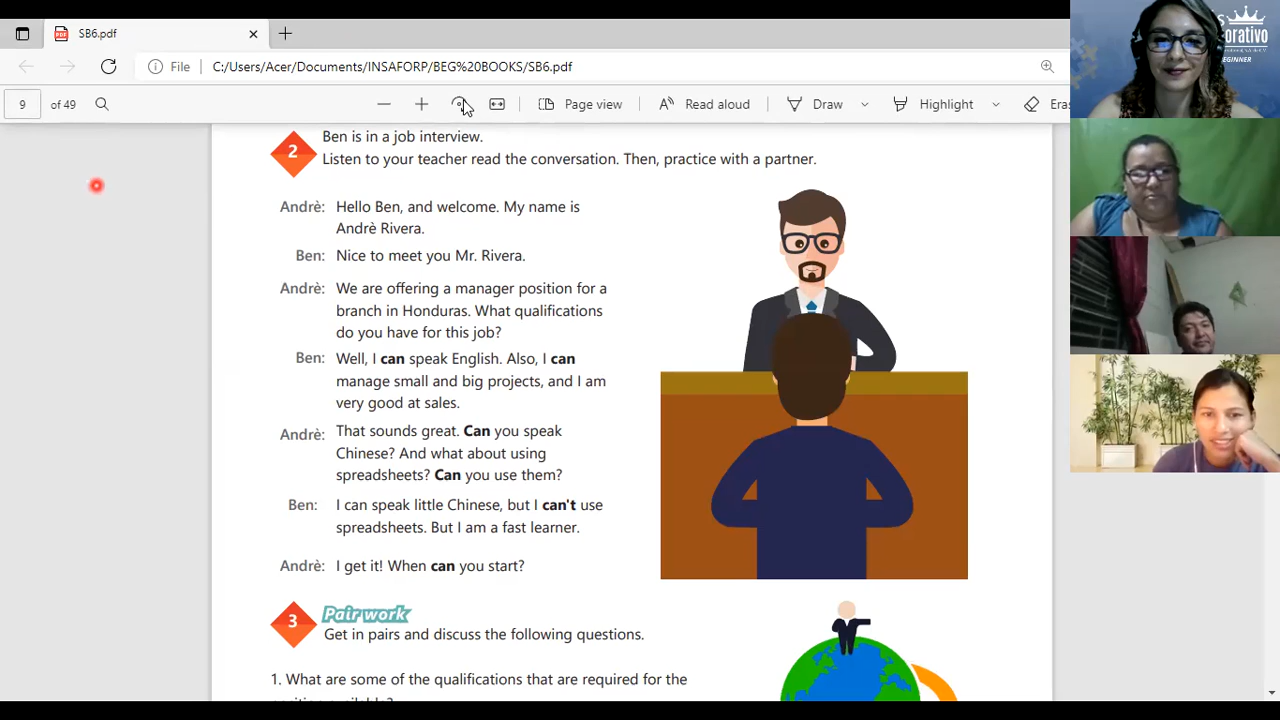 SB6.pdf
File C:/Users/Acer/Documents/INSAFORP/BEG%20BOOKS/SB6.pdf
9 of 49 Page view Read aloud Draw Highlight Eras
2 Ben is in a job interview.
Listen to your teacher read the conversation. Then, practice with a partner.
Andrè: Hello Ben, and welcome. My name is
Andrè Rivera.
Ben: Nice to meet you Mr. Rivera.
Andrè: We are offering a manager position for a
branch in Honduras. What qualifications
do you have for this job?
Ben: Well, I can speak English. Also, I can
manage small and big projects, and I am
very good at sales.
Andrè: That sounds great. Can you speak
Chinese? And what about using
spreadsheets? Can you use them?
Ben: I can speak little Chinese, but I can't use
spreadsheets. But I am a fast learner.
Andrè: I get it! When can you start?
3 Pair work
Get in pairs and discuss the following questions.
1. What are some of the qualifications that are required for the
orativo
GINNER